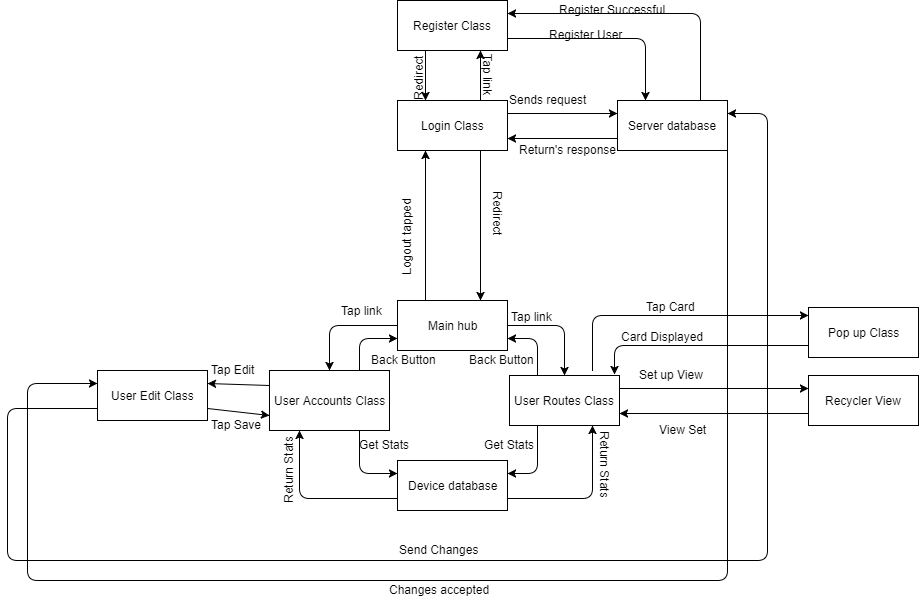 Register Successful
Register Class
Register User
Redirect
Tap link
Sends request
Login Class
Server database
Return's response
Logout tapped
Redirect
Tap link
Main hub
Tap link
Tap Card
Pop up Class
Card Displayed
Back Button
Back Button
Tap Edit
Set up View
User Edit Class
User Accounts Class
User Routes Class
Recycler View
Tap Save
View Set
Get Stats
Get Stats
Return Stats
Return Stats
Device database
Send Changes
Changes accepted